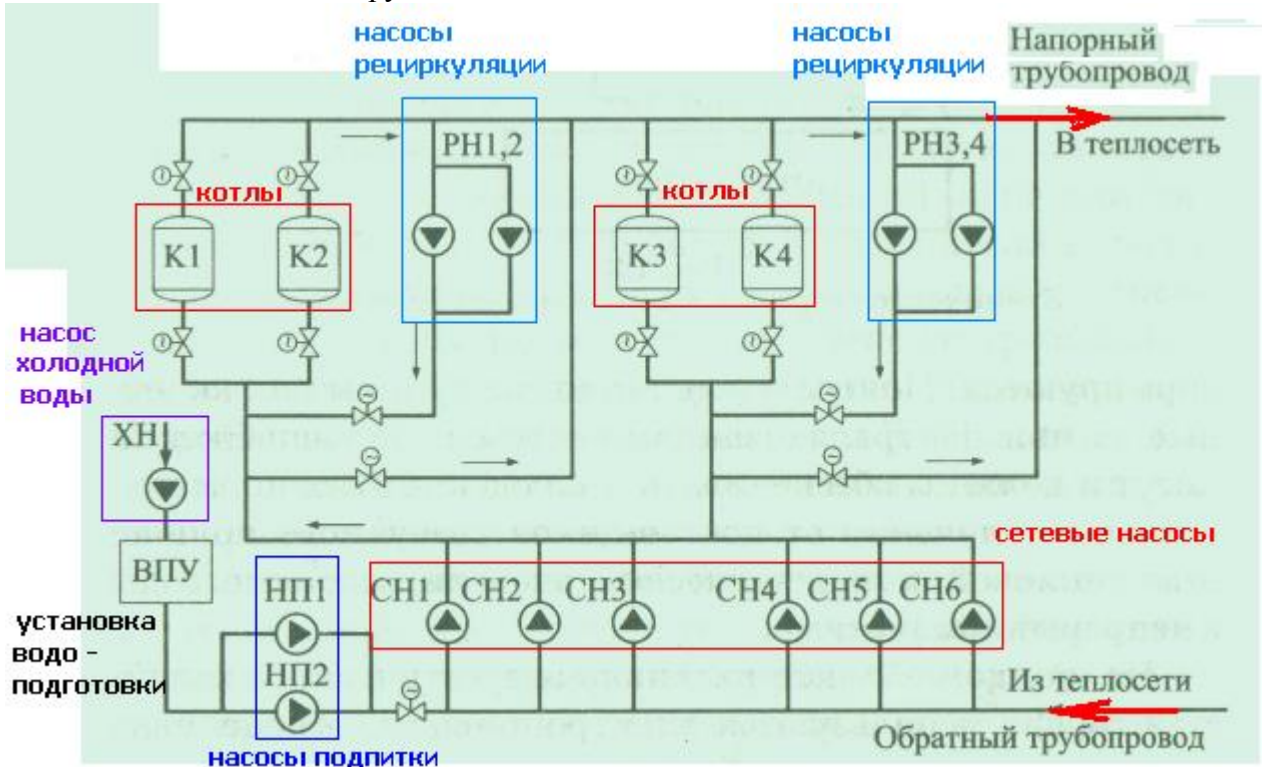 насосы
рециркуляции
насосы
рециркуляции
Напорный
трубопровод
РН1,2
РН3,4
В теплосеть
котлы
котлы
К1
К2
К3
К4
насос
холодной
воды
ХН
сетевые насосы
ВПУ
НП1
СН1
СН2
СН3
СН4
СН5
СН6
установка
водо -
подготовки
НП2
Из теплосети
Обратный трубопровод
насосы подпитки